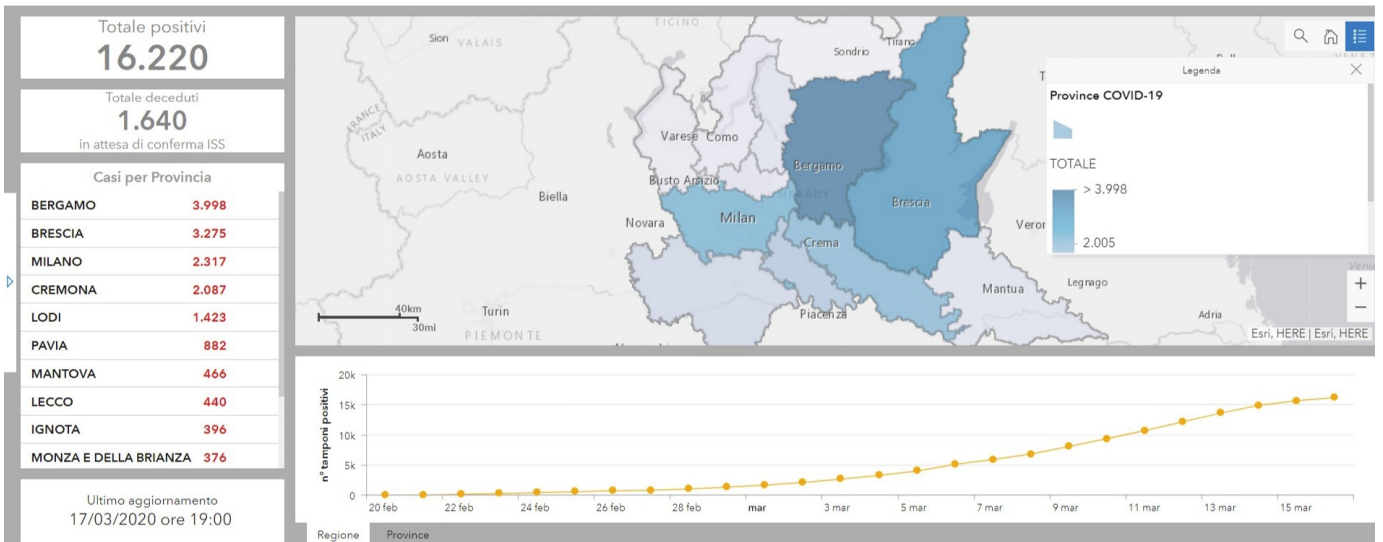 Totale positivi
16.220
Totale deceduti
1.640
in attesa di conferma ISS
Casi per Provincia
BERGAMO 3.998
BRESCIA 3.275
MILANO 2.317
CREMONA 2.087
LODI 1.423
PAVIA 882
MANTOVA 466
LECCO 440
IGNOTA 396
MONZA E DELLA BRIANZA 376
Ultimo aggiornamento
17/03/2020 ore 19:00
TICINO
Sion
VALAIS
Sondrio
Tirano
FRANCE
ITALY
Varese
Como
Aosta
AOSTA VALLEY
Bergamo
Busto Arsizio
Biella
Brescia
Milan
Novara
Crema
Mantua
Legnago
Turin
PIEMONTE
Piacenza
Adria
40km
30mi
Legenda
Province COVID-19
TOTALE
> 3.998
2.005
+
−
Esri, HERE | Esri, HERE
n° tamponi positivi
20k
15k
10k
5k
0
20 feb 22 feb 24 feb 26 feb 28 feb mar 3 mar 5 mar 7 mar 9 mar 11 mar 13 mar 15 mar
Regione Province